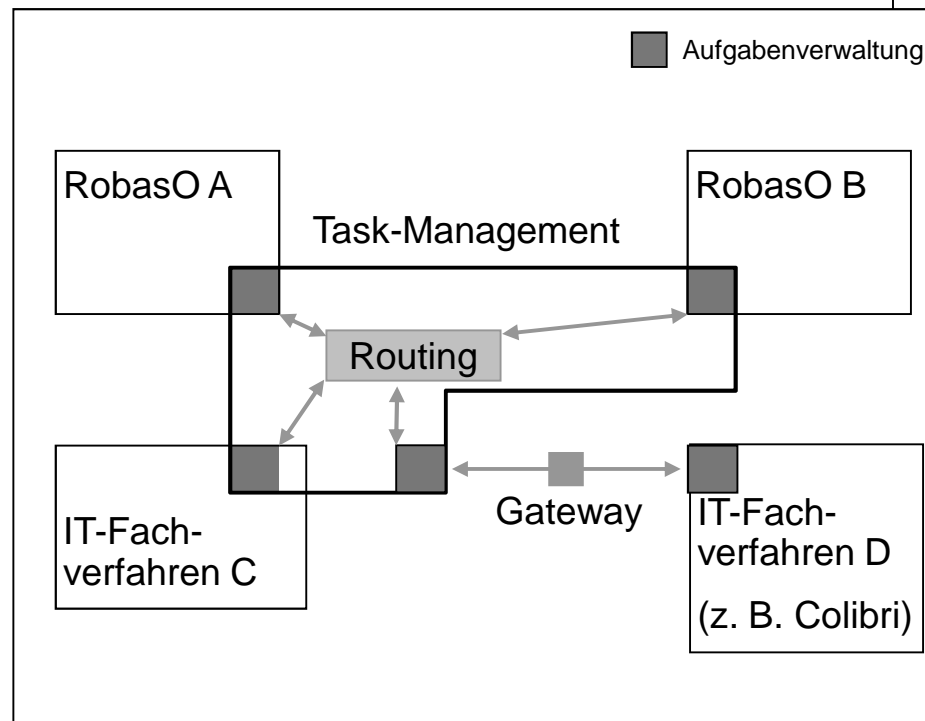 Aufgabenverwaltung
RobasO A
RobasO B
Task-Management
Routing
IT-Fach-
verfahren C
Gateway
IT-Fach-
verfahren D
(z. B. Colibri)